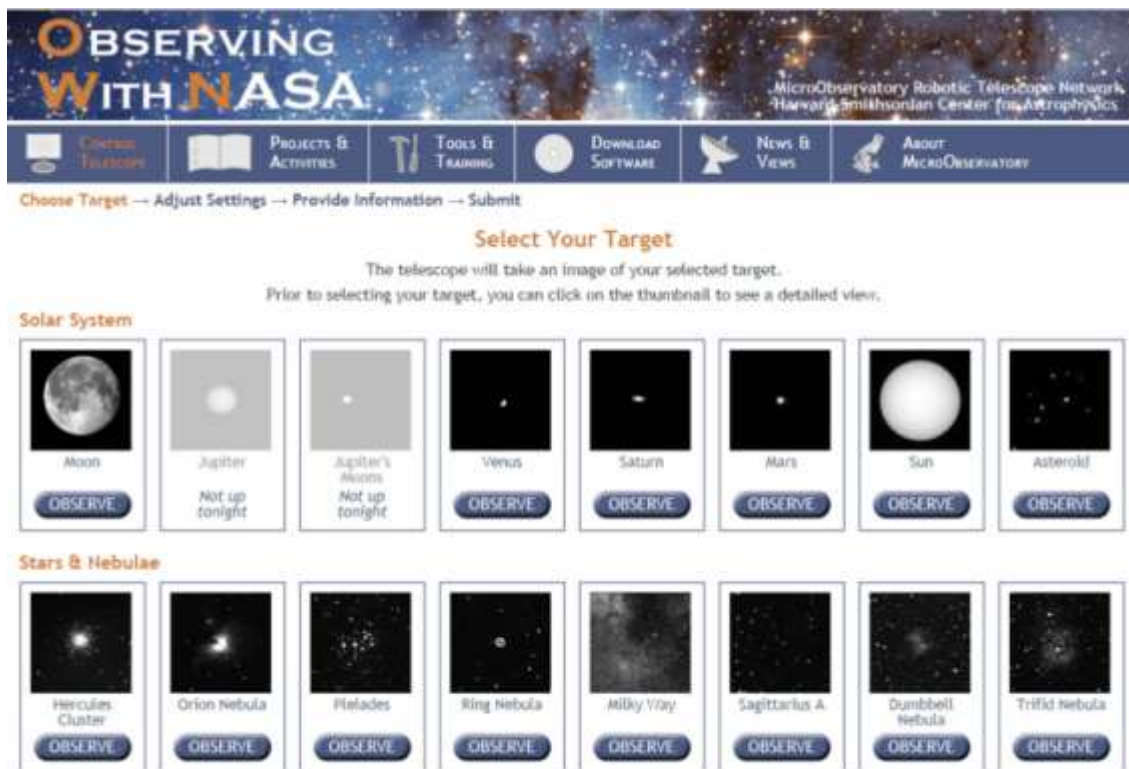 OBSERVING
WITH NASA
MicroObservatory Robotic Telescope Network
Harvard-Smithsonian Center for Astrophysics
CONTROL TELESCOPE
PROJECTS & ACTIVITIES
TOOLS & TRAINING
DOWNLOAD SOFTWARE
NEWS & VIEWS
ABOUT MICROOBSERVATORY
Choose Target → Adjust Settings → Provide Information → Submit
Select Your Target
The telescope will take an image of your selected target.
Prior to selecting your target, you can click on the thumbnail to see a detailed view.
Solar System
Moon
OBSERVE
Jupiter
Not up
tonight
Jupiter's
Moons
Not up
tonight
Venus
OBSERVE
Saturn
OBSERVE
Mars
OBSERVE
Sun
OBSERVE
Asteroid
OBSERVE
Stars & Nebulae
Hercules
Cluster
OBSERVE
Orion Nebula
OBSERVE
Pleiades
OBSERVE
Ring Nebula
OBSERVE
Milky Way
OBSERVE
Sagittarius A
OBSERVE
Dumbbell
Nebula
OBSERVE
Trifid Nebula
OBSERVE